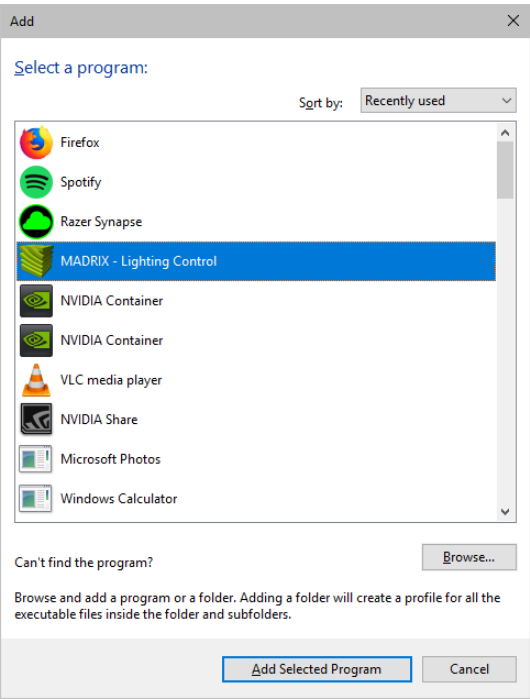 Add
Select a program:
Sort by: Recently used
Firefox
Spotify
Razer Synapse
MADRIX - Lighting Control
NVIDIA Container
NVIDIA Container
VLC media player
NVIDIA Share
Microsoft Photos
Windows Calculator
Can't find the program?
Browse...
Browse and add a program or a folder. Adding a folder will create a profile for all the
executable files inside the folder and subfolders.
Add Selected Program
Cancel